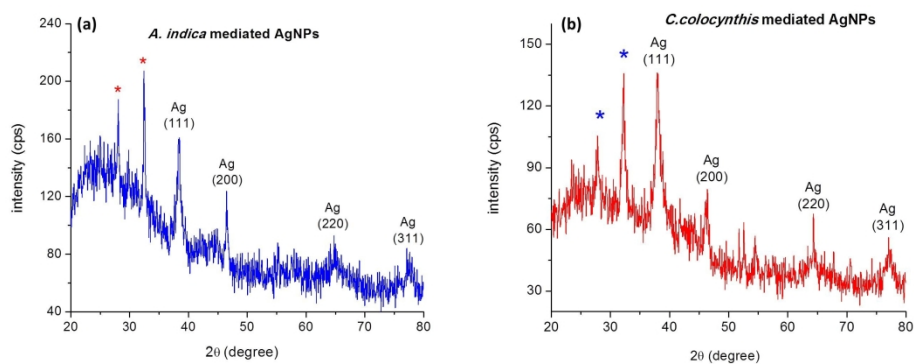 (a)
A. indica mediated AgNPs
240
200
160
120
80
40
intensity (cps)
*
*
Ag
(111)
Ag
(200)
Ag
(220)
Ag
(311)
20 30 40 50 60 70 80
2θ (degree)
(b)
C.colocynthis mediated AgNPs
150
120
90
60
30
intensity (cps)
*
*
Ag
(111)
Ag
(200)
Ag
(220)
Ag
(311)
20 30 40 50 60 70 80
2θ (degree)